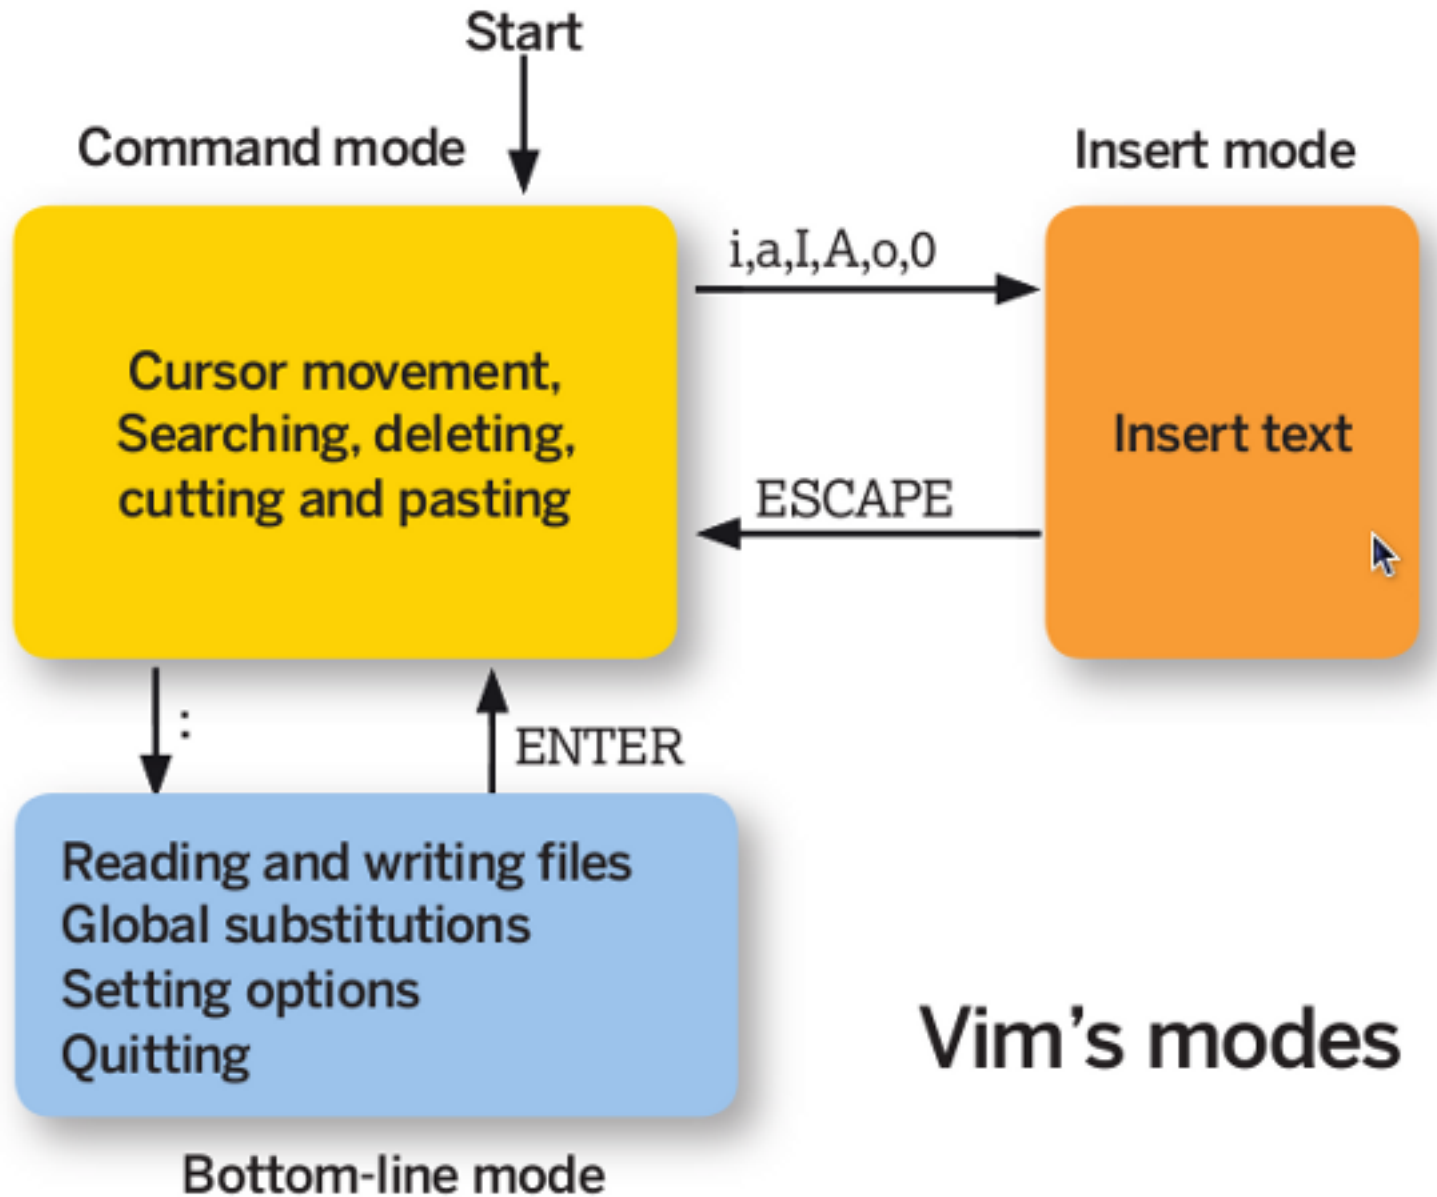 Start
Command mode
Insert mode
i,a,I,A,o,0
Cursor movement,
Searching, deleting,
cutting and pasting
Insert text
ESCAPE
:
ENTER
Reading and writing files
Global substitutions
Setting options
Quitting
Vim’s modes
Bottom-line mode